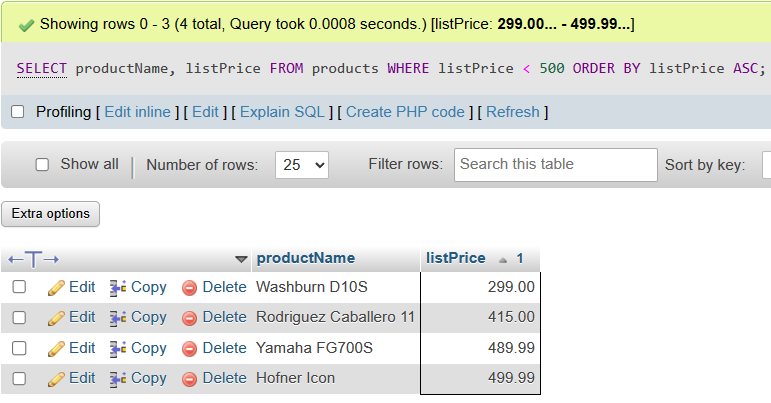 Showing rows 0 - 3 (4 total, Query took 0.0008 seconds.) [listPrice: 299.00... - 499.99...]
SELECT productName, listPrice FROM products WHERE listPrice < 500 ORDER BY listPrice ASC;
Profiling [ Edit inline ] [ Edit ] [ Explain SQL ] [ Create PHP code ] [ Refresh ]
Show all Number of rows: 25 Filter rows: Search this table Sort by key:
Extra options
productName listPrice 1
Edit Copy Delete Washburn D10S 299.00
Edit Copy Delete Rodriguez Caballero 11 415.00
Edit Copy Delete Yamaha FG700S 489.99
Edit Copy Delete Hofner Icon 499.99